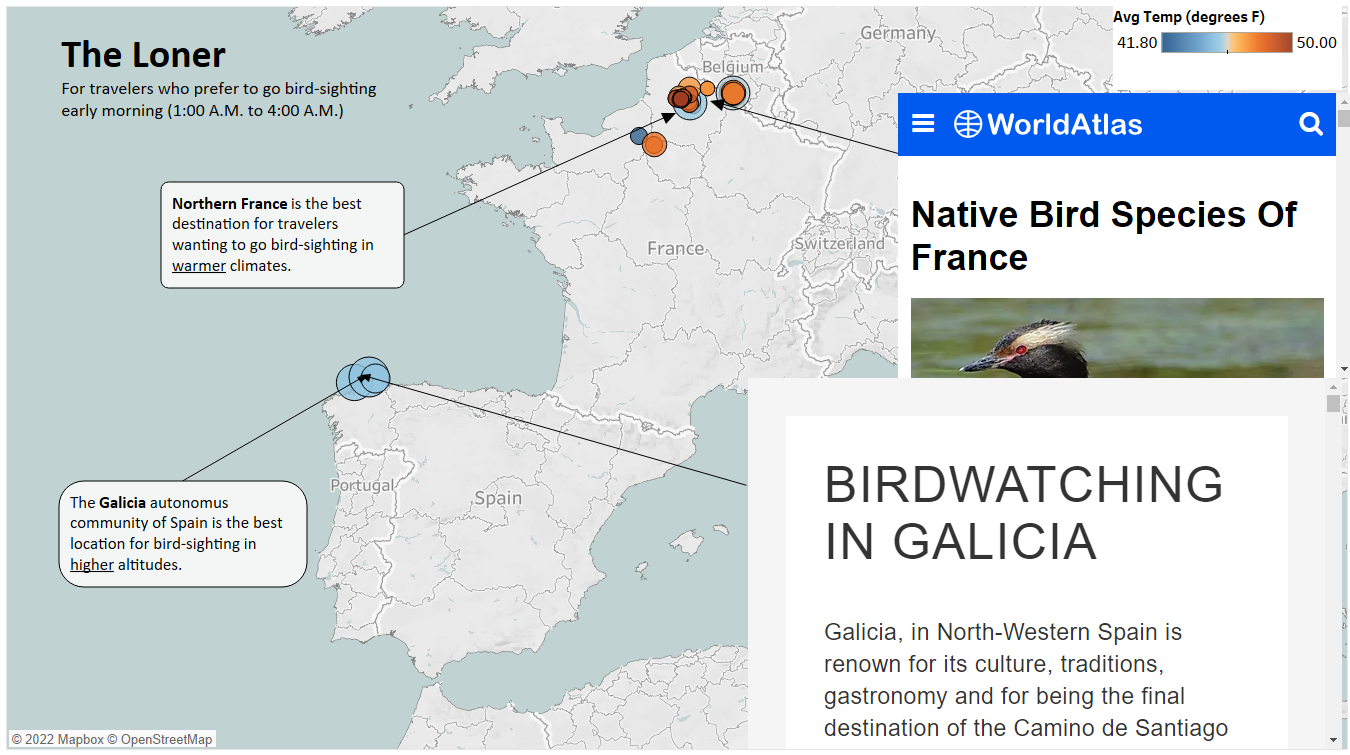 The Loner
For travelers who prefer to go bird-sighting
early morning (1:00 A.M. to 4:00 A.M.)
Avg Temp (degrees F)
41.80
50.00
Germany
Belgium
WorldAtlas
Northern France is the best
destination for travelers
wanting to go bird-sighting in
warmer climates.
Native Bird Species Of
France
France
Switzerland
Portugal
Spain
The Galicia autonomus
community of Spain is the best
location for bird-sighting in
higher altitudes.
BIRDWATCHING
IN GALICIA
Galicia, in North-Western Spain is
renown for its culture, traditions,
gastronomy and for being the final
destination of the Camino de Santiago
© 2022 Mapbox © OpenStreetMap